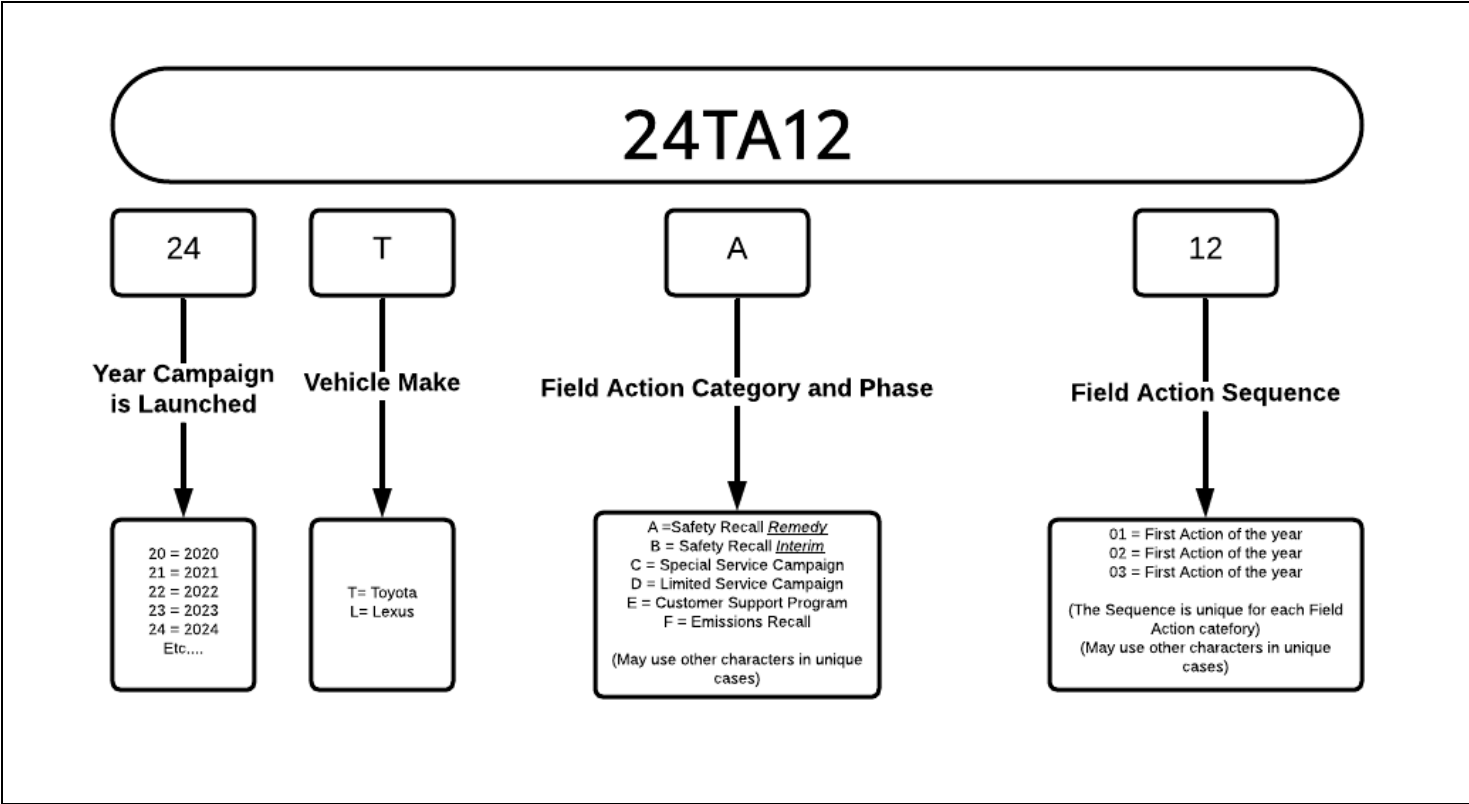 24TA12
24
T
A
12
Year Campaign
is Launched
Vehicle Make
Field Action Category and Phase
Field Action Sequence
20 = 2020
21 = 2021
22 = 2022
23 = 2023
24 = 2024
Etc....
T= Toyota
L= Lexus
A =Safety Recall Remedy
B = Safety Recall Interim
C = Special Service Campaign
D = Limited Service Campaign
E = Customer Support Program
F = Emissions Recall
(May use other characters in unique
cases)
01 = First Action of the year
02 = First Action of the year
03 = First Action of the year
(The Sequence is unique for each Field
Action catefory)
(May use other characters in unique
cases)